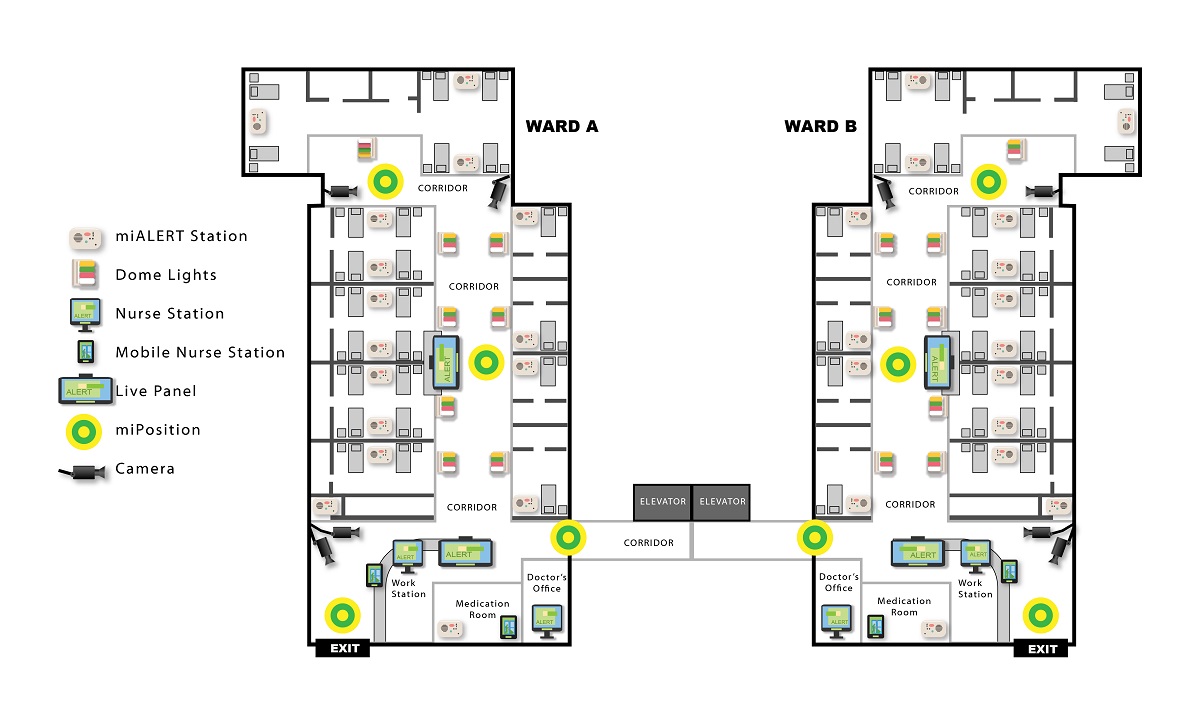 WARD A
WARD B
CORRIDOR
CORRIDOR
miALERT Station
Dome Lights
Nurse Station
Mobile Nurse Station
ALERT
Live Panel
miPosition
Camera
ALERT
CORRIDOR
CORRIDOR
ALERT
ALERT
CORRIDOR
CORRIDOR
ELEVATOR
ELEVATOR
CORRIDOR
ALERT
ALERT
Work
Station
Medication
Room
Doctor's
Office
ALERT
EXIT
ALERT
ALERT
Work
Station
Doctor's
Office
ALERT
Medication
Room
EXIT